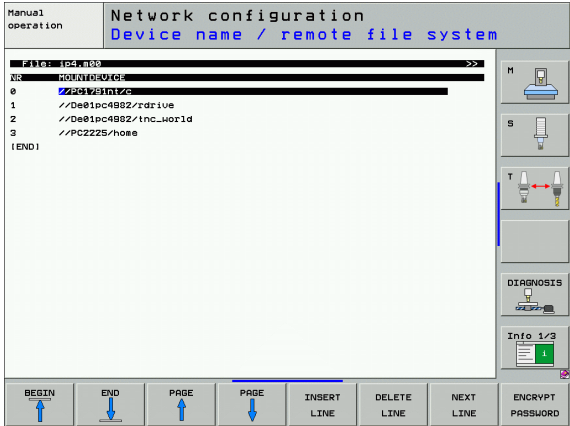 Manual operation
Network configuration
Device name / remote file system
File: ip4.m00 >>
NR MOUNTDEVICE
0 //PC1791nt/c
1 //De01pc4982/rdrive
2 //De01pc4982/tnc_world
3 //PC2225/home
[END]
M
S
T
DIAGNOSIS
Info 1/3
i
BEGIN
END
PAGE
PAGE
INSERT LINE
DELETE LINE
NEXT LINE
ENCRYPT PASSWORD